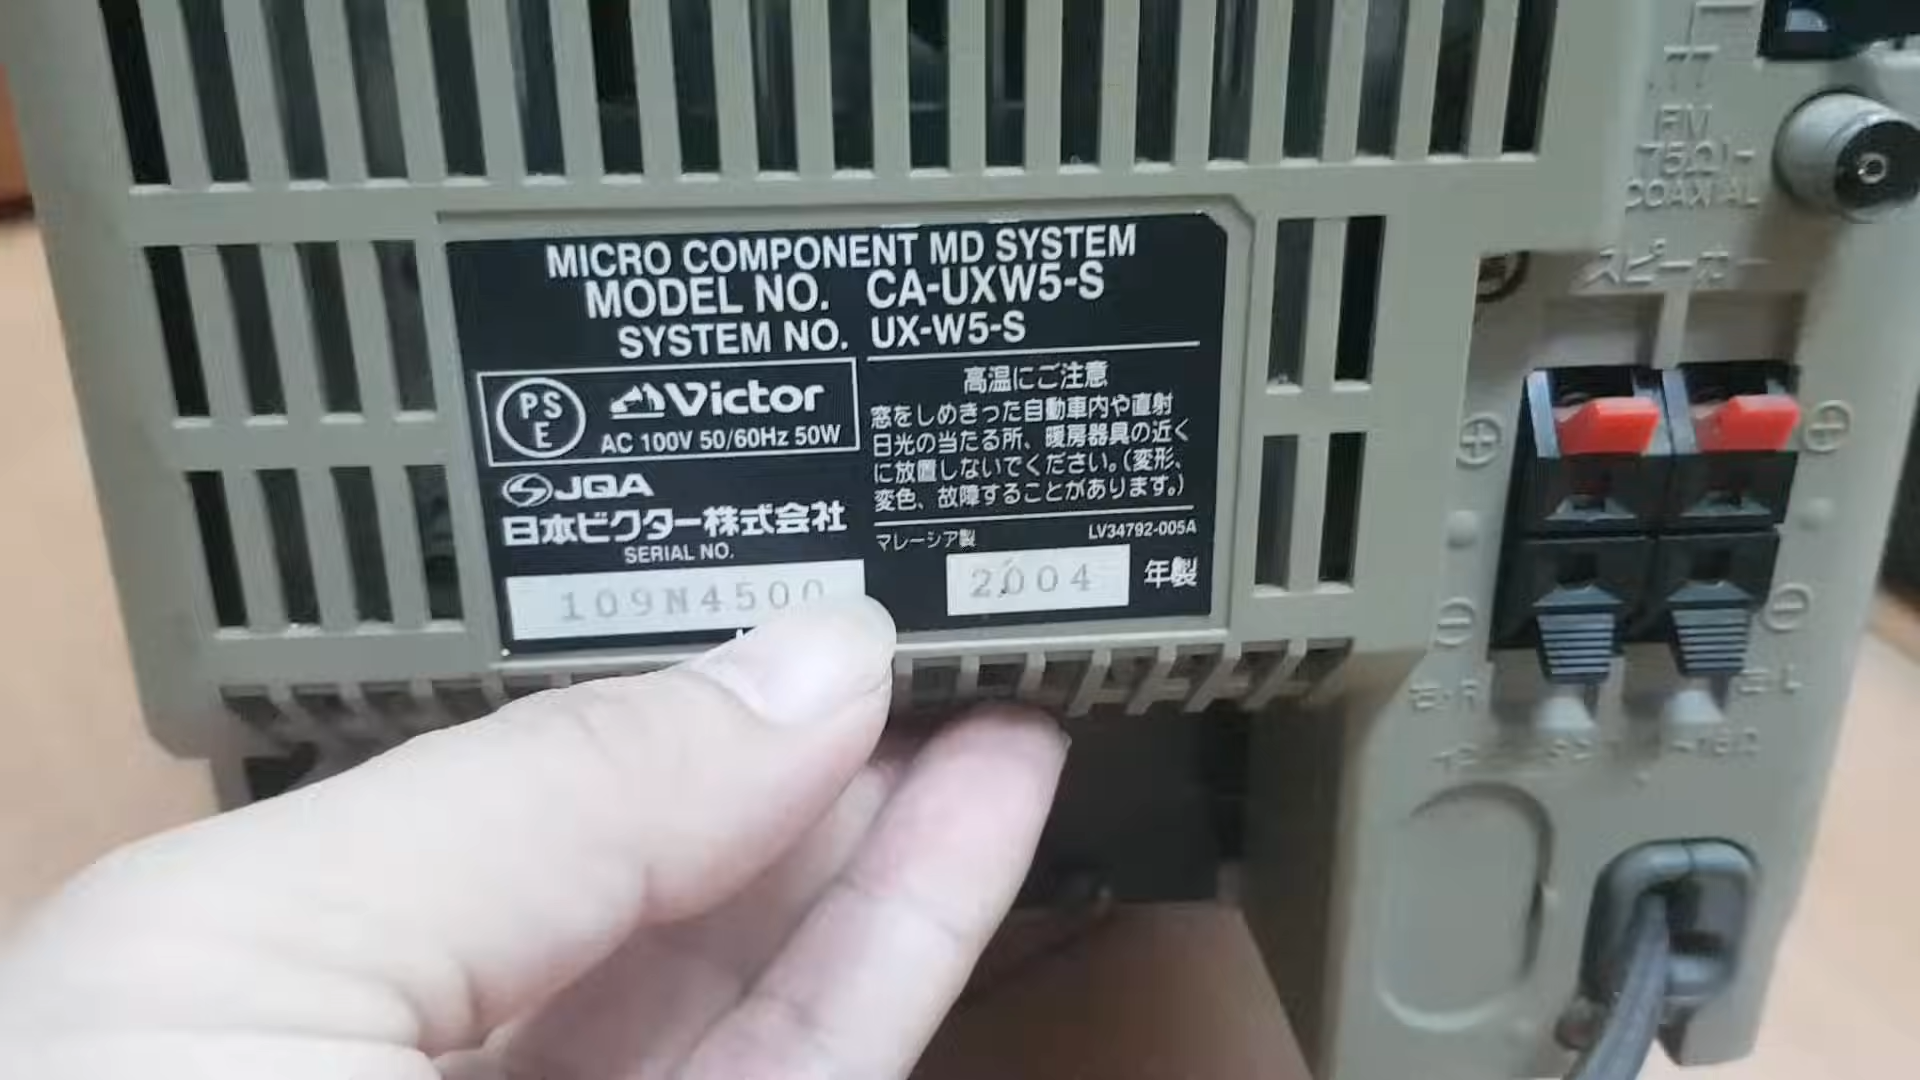 MICRO COMPONENT MD SYSTEM
MODEL NO. CA-UXW5-S
SYSTEM NO. UX-W5-S
PS
E
Victor
AC 100V 50/60Hz 50W
JQA
日本ビクター株式会社
SERIAL NO.
109N4500
高温にご注意
窓をしめきった自動車内や直射
日光の当たる所、暖房器具の近く
に放置しないでください。(変形、
変色、故障することがあります。)
マレーシア製 LV34792-005A
2004 年製
FM
75Ω
COAXIAL
スピーカー
⊕ ⊕
⊖ ⊖